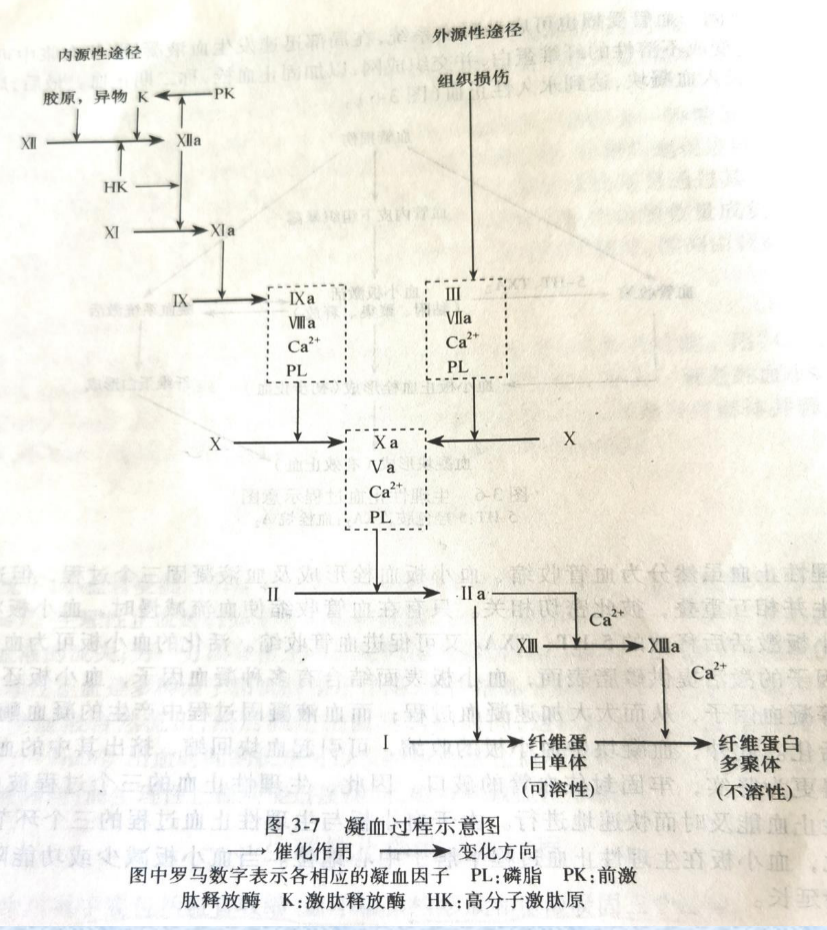 内源性途径
外源性途径
胶原，异物 K
PK
组织损伤
Ⅻ
Ⅻa
HK
Ⅺ
Ⅺa
Ⅸ
Ⅸa
Ⅷa
Ca²⁺
PL
Ⅲ
Ⅶa
Ca²⁺
PL
Ⅹ
Ⅹa
Ⅴa
Ca²⁺
PL
Ⅹ
Ⅱ
Ⅱa
Ca²⁺
ⅩⅢ
ⅩⅢa
Ca²⁺
Ⅰ
纤维蛋
白单体
(可溶性)
纤维蛋白
多聚体
(不溶性)
图 3-7 凝血过程示意图
催化作用 变化方向
图中罗马数字表示各相应的凝血因子 PL:磷脂 PK:前激
肽释放酶 K:激肽释放酶 HK:高分子激肽原